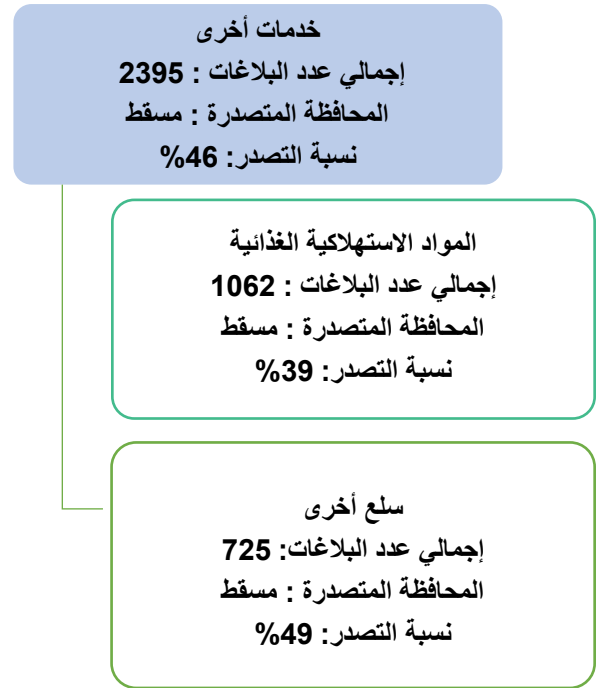 خدمات أخرى
إجمالي عدد البلاغات : 2395
المحافظة المتصدرة : مسقط
نسبة التصدر: 46%
المواد الاستهلاكية الغذائية
إجمالي عدد البلاغات : 1062
المحافظة المتصدرة : مسقط
نسبة التصدر: 39%
سلع أخرى
إجمالي عدد البلاغات: 725
المحافظة المتصدرة : مسقط
نسبة التصدر: 49%